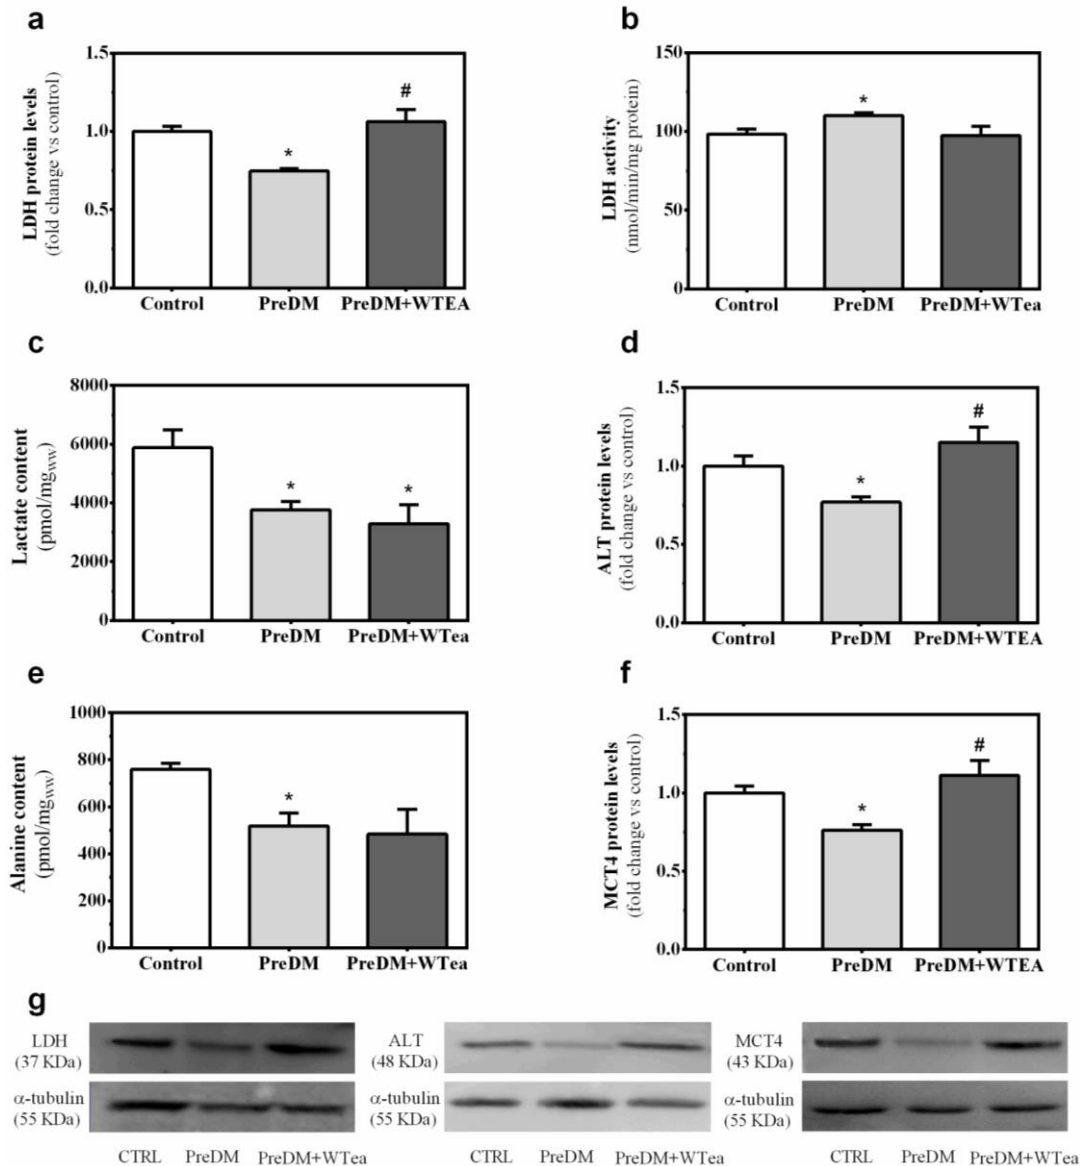 a
LDH protein levels
(fold change vs control)
1.5
1.0
0.5
0.0
*
#
Control PreDM PreDM+WTEA
b
LDH activity
(nmol/min/mg protein)
150
100
50
0
*
Control PreDM PreDM+WTea
c
Lactate content
(pmol/mgWW)
8000
6000
4000
2000
0
*
*
Control PreDM PreDM+WTea
d
ALT protein levels
(fold change vs control)
1.5
1.0
0.5
0.0
*
#
Control PreDM PreDM+WTEA
e
Alanine content
(pmol/mgWW)
1000
800
600
400
200
0
*
Control PreDM PreDM+WTea
f
MCT4 protein levels
(fold change vs control)
1.5
1.0
0.5
0.0
*
#
Control PreDM PreDM+WTEA
g
LDH
(37 KDa)
α-tubulin
(55 KDa)
CTRL PreDM PreDM+WTea
ALT
(48 KDa)
α-tubulin
(55 KDa)
CTRL PreDM PreDM+WTea
MCT4
(43 KDa)
α-tubulin
(55 KDa)
CTRL PreDM PreDM+WTea